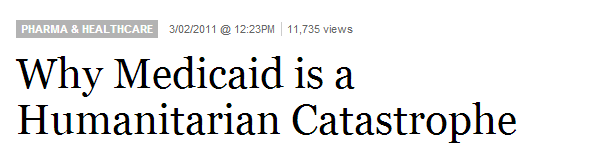 PHARMA & HEALTHCARE 3/02/2011 @ 12:23PM 11,735 views
Why Medicaid is a
Humanitarian Catastrophe